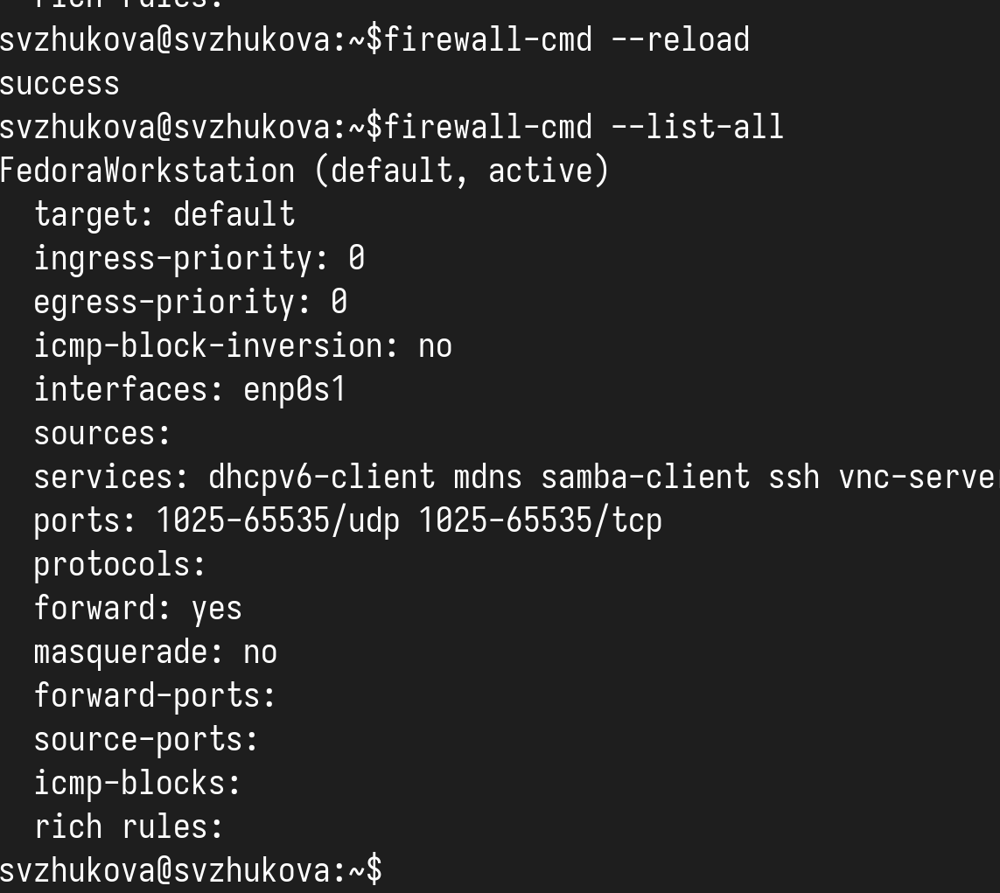 rich rules:
svzhukova@svzhukova:~$firewall-cmd --reload
success
svzhukova@svzhukova:~$firewall-cmd --list-all
FedoraWorkstation (default, active)
  target: default
  ingress-priority: 0
  egress-priority: 0
  icmp-block-inversion: no
  interfaces: enp0s1
  sources:
  services: dhcpv6-client mdns samba-client ssh vnc-server
  ports: 1025-65535/udp 1025-65535/tcp
  protocols:
  forward: yes
  masquerade: no
  forward-ports:
  source-ports:
  icmp-blocks:
  rich rules:
svzhukova@svzhukova:~$